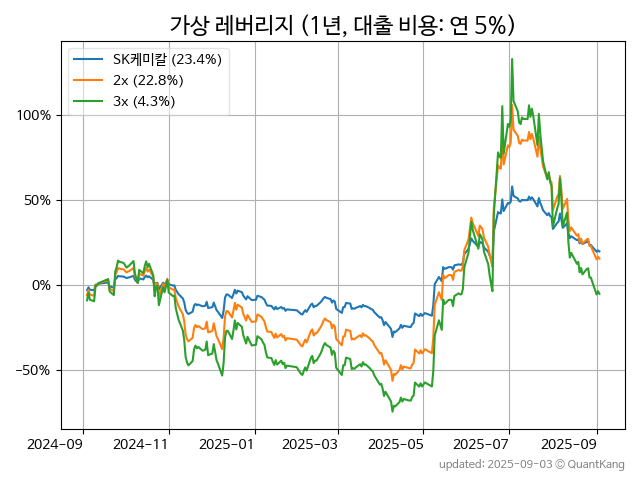 가상 레버리지 (1년, 대출 비용: 연 5%)
SK케미칼 (23.4%)
2x (22.8%)
3x (4.3%)
100%
50%
0%
−50%
2024-09 2024-11 2025-01 2025-03 2025-05 2025-07 2025-09
updated: 2025-09-03 © QuantKang